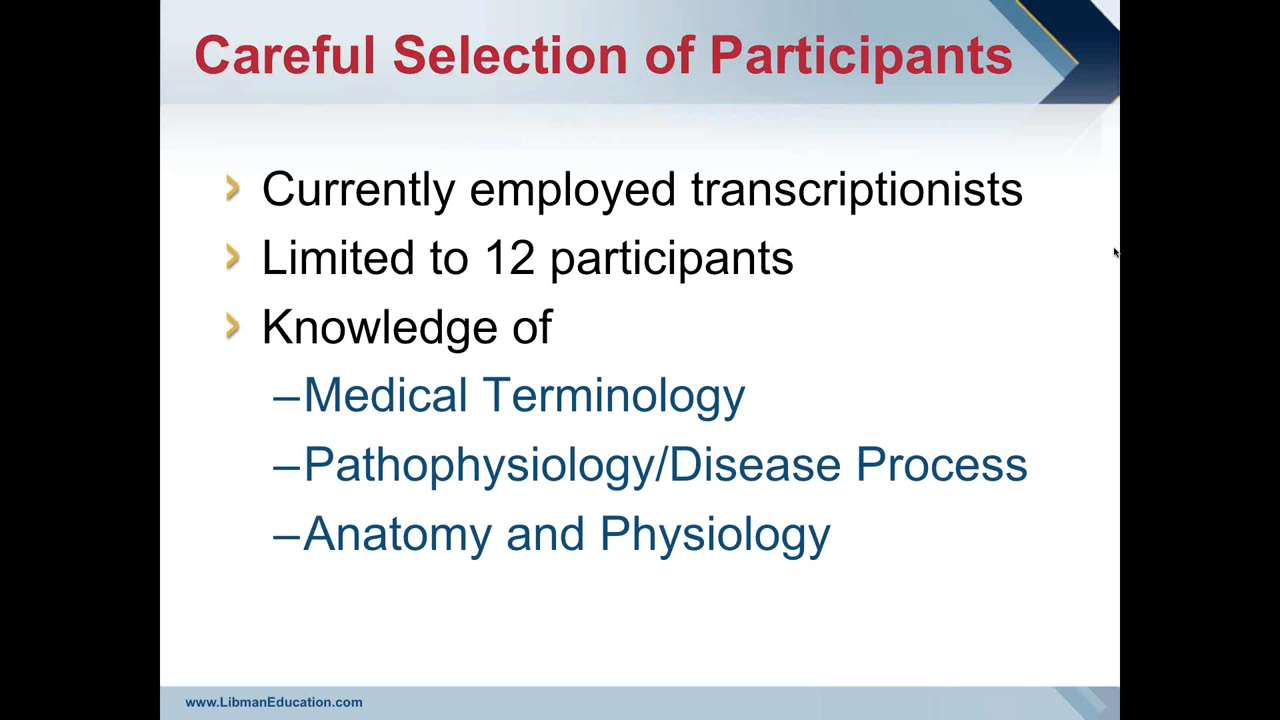 Careful Selection of Participants
Currently employed transcriptionists
Limited to 12 participants
Knowledge of
–Medical Terminology
–Pathophysiology/Disease Process
–Anatomy and Physiology
www.LibmanEducation.com